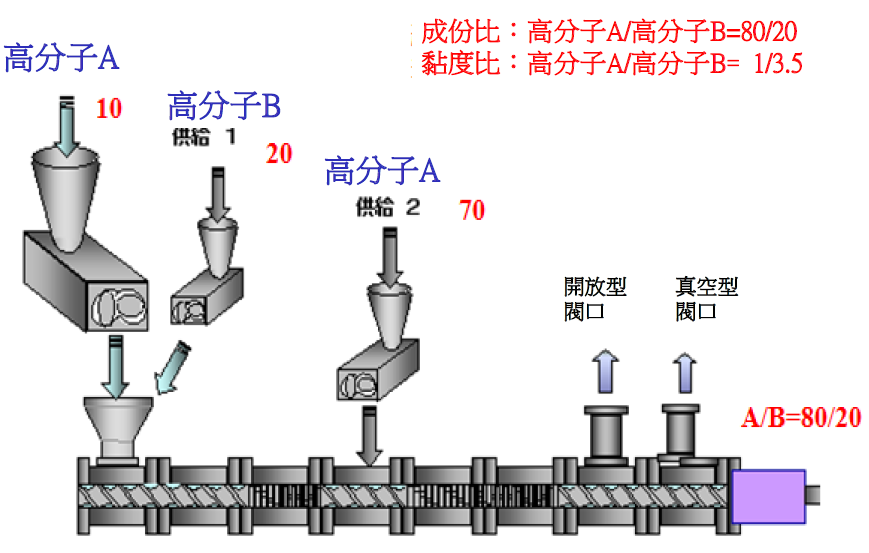 成份比：高分子A/高分子B=80/20
黏度比：高分子A/高分子B= 1/3.5
高分子A
10
高分子B
供給 1
20
高分子A
供給 2
70
開放型
閥口
真空型
閥口
A/B=80/20